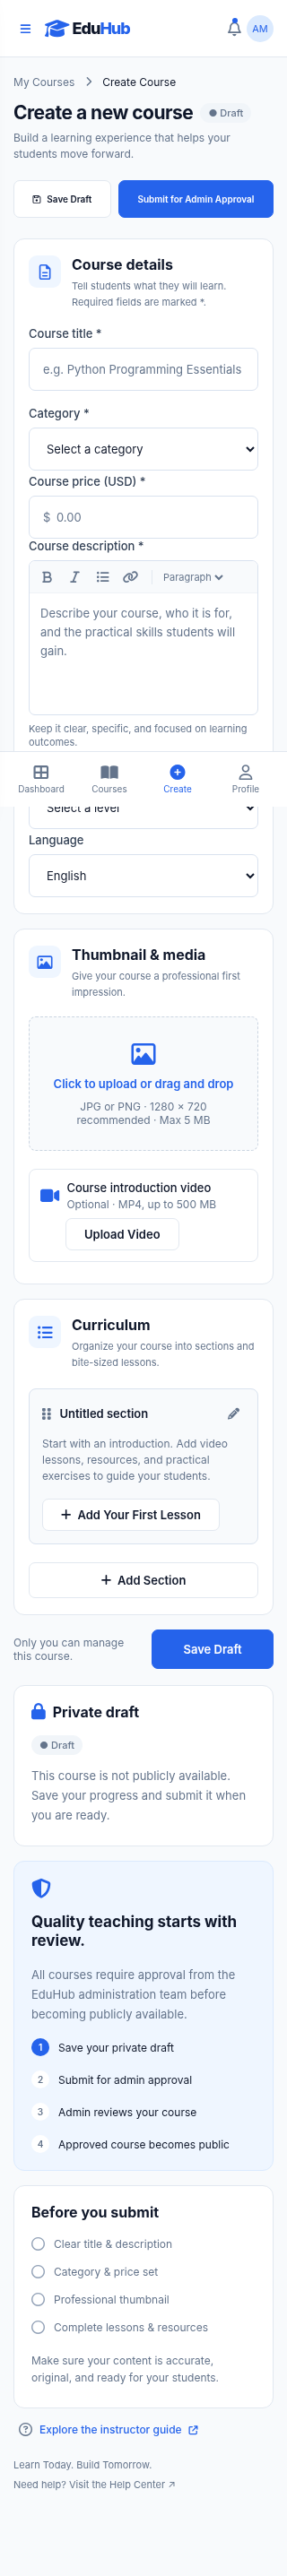 EduHub
AM
My Courses
Create Course
Create a new course
Draft
Build a learning experience that helps your
students move forward.
Save Draft
Submit for Admin Approval
Course details
Tell students what they will learn.
Required fields are marked *.
Course title *
e.g. Python Programming Essentials
Category *
Select a category
Course price (USD) *
$ 0.00
Course description *
B I Paragraph
Describe your course, who it is for,
and the practical skills students will
gain.
Keep it clear, specific, and focused on learning
outcomes.
Dashboard
Courses
Create
Profile
Select a level
Language
English
Thumbnail & media
Give your course a professional first
impression.
Click to upload or drag and drop
JPG or PNG · 1280 × 720
recommended · Max 5 MB
Course introduction video
Optional · MP4, up to 500 MB
Upload Video
Curriculum
Organize your course into sections and
bite-sized lessons.
Untitled section
Start with an introduction. Add video
lessons, resources, and practical
exercises to guide your students.
+ Add Your First Lesson
+ Add Section
Only you can manage
this course.
Save Draft
Private draft
Draft
This course is not publicly available.
Save your progress and submit it when
you are ready.
Quality teaching starts with
review.
All courses require approval from the
EduHub administration team before
becoming publicly available.
1 Save your private draft
2 Submit for admin approval
3 Admin reviews your course
4 Approved course becomes public
Before you submit
Clear title & description
Category & price set
Professional thumbnail
Complete lessons & resources
Make sure your content is accurate,
original, and ready for your students.
Explore the instructor guide
Learn Today. Build Tomorrow.
Need help? Visit the Help Center ↗